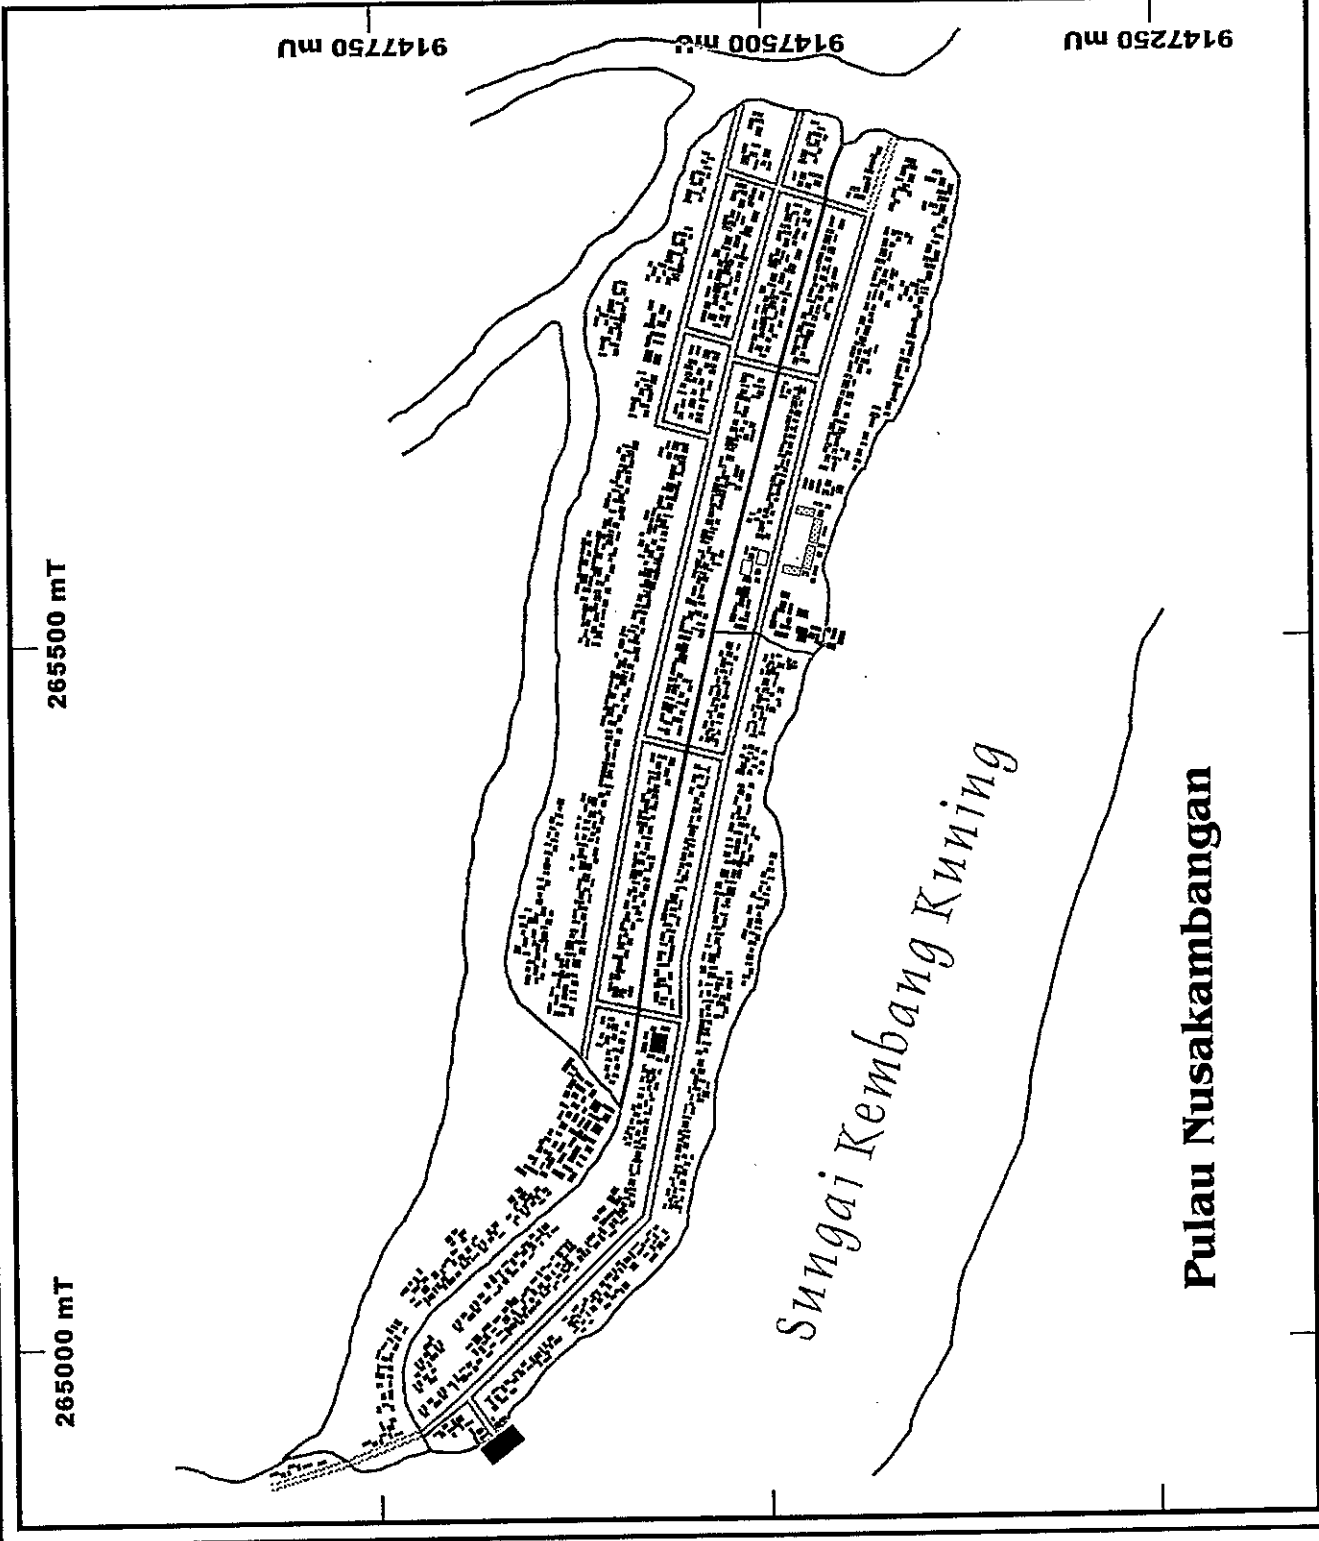 265000 mT
265500 mT
9147750 mU
9147500 mU
9147250 mU
Sungai Kembang Kuning
Pulau Nusakambangan